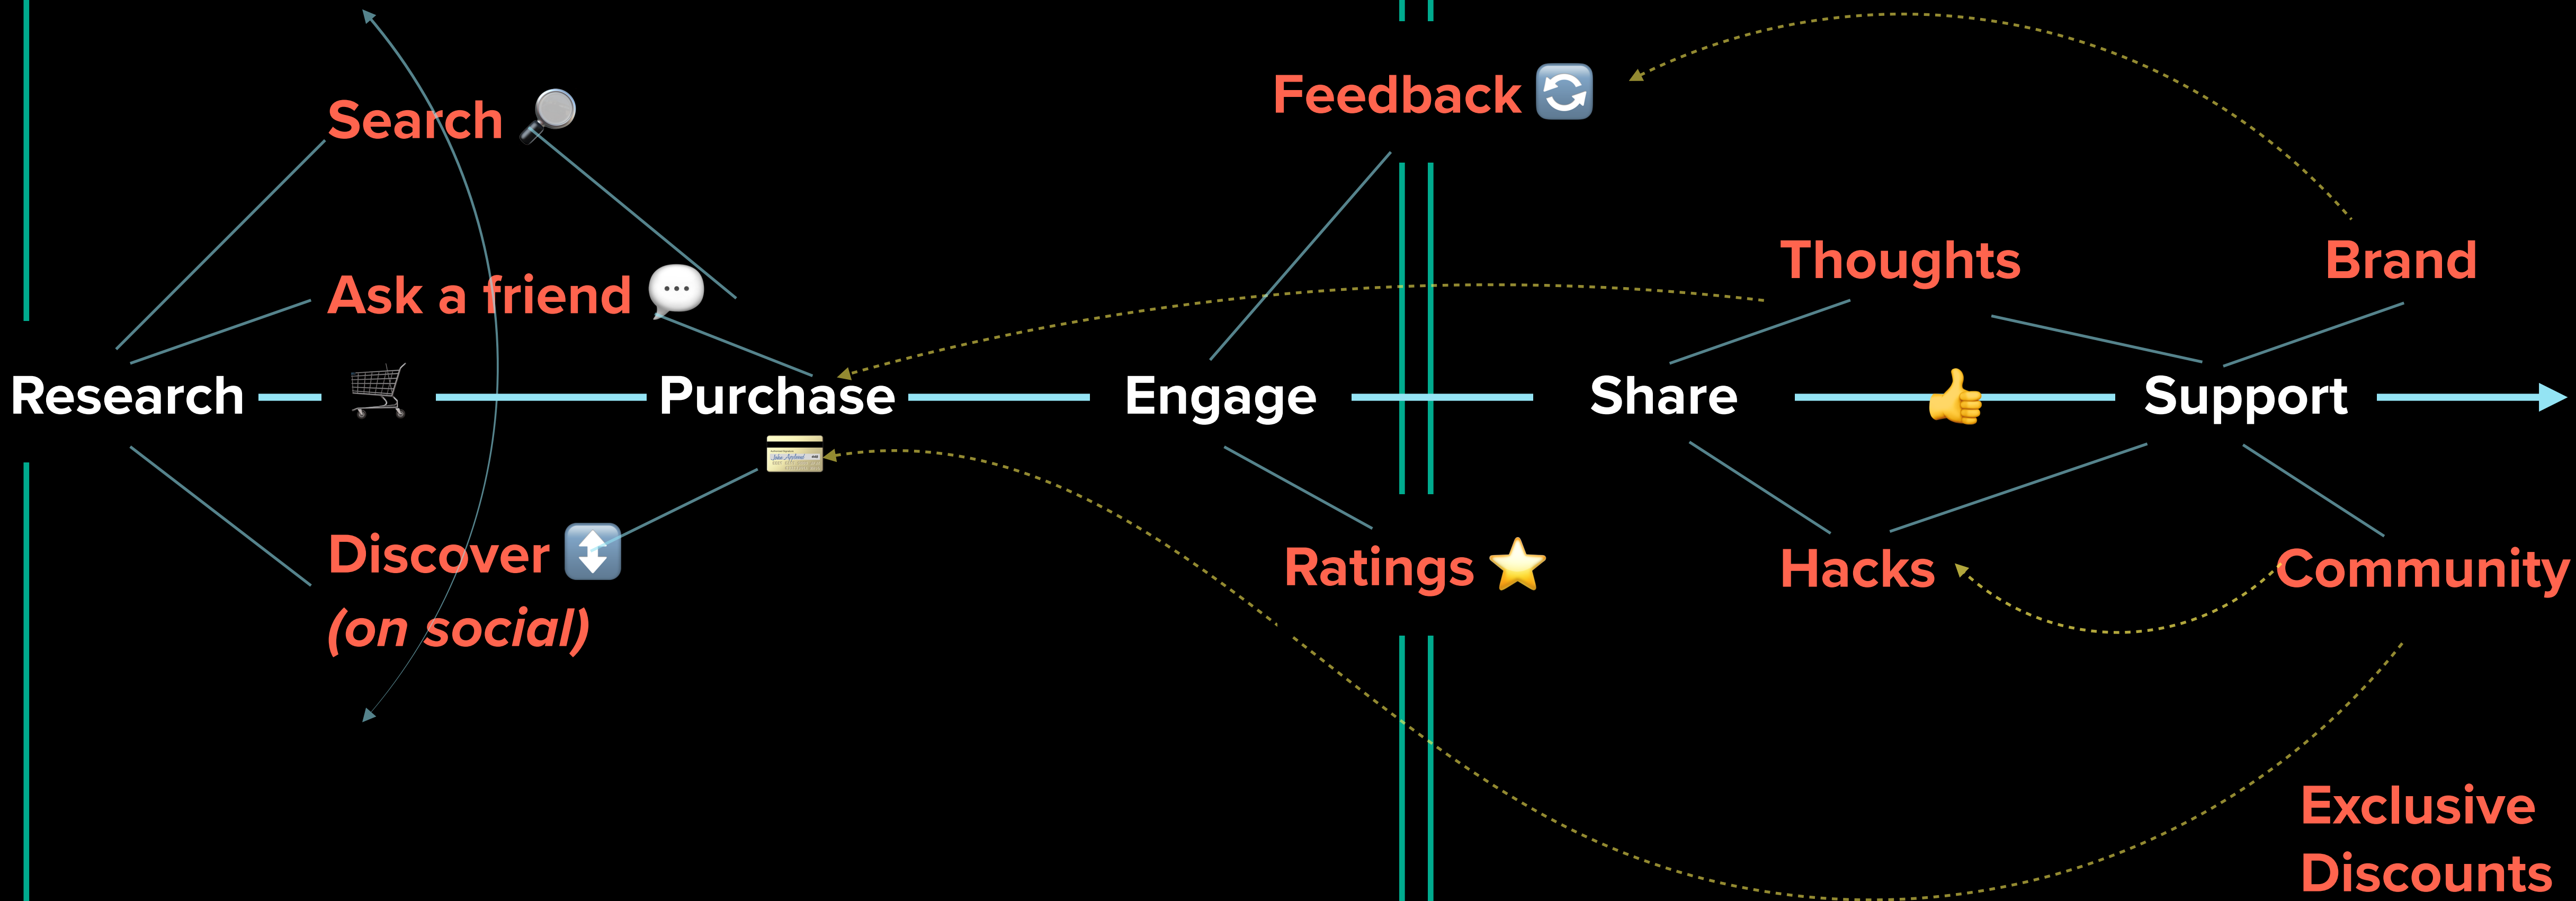 Search
Feedback
Ask a friend
Thoughts
Brand
Research
Purchase
Engage
Share
Support
Discover
(on social)
Ratings
Hacks
Community
Exclusive
Discounts